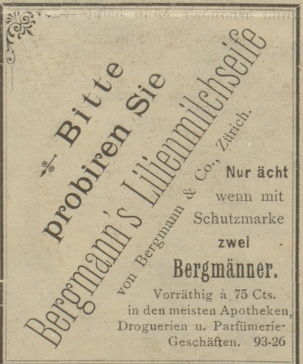 Bitte
probiren Sie
Bergmann's Lilienmilchseife
von Bergmann & Co., Zürich.
Nur ächt
wenn mit
Schutzmarke
zwei
Bergmänner.
Vorräthig à 75 Cts.
in den meisten Apotheken,
Droguerien u. Parfümerie-
Geschäften. 93-26